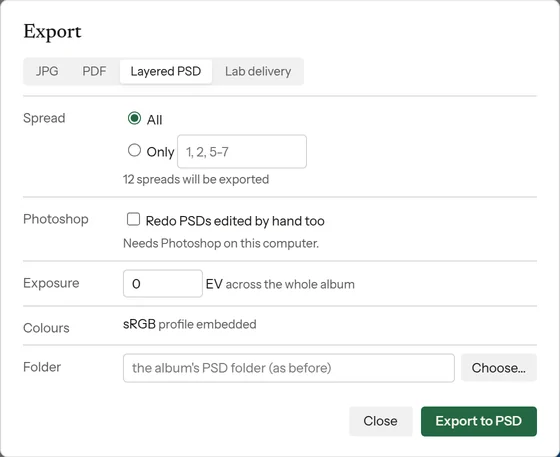 Export
JPG PDF Layered PSD Lab delivery
Spread All
Only 1, 2, 5–7
12 spreads will be exported
Photoshop Redo PSDs edited by hand too
Needs Photoshop on this computer.
Exposure 0 EV across the whole album
Colours sRGB profile embedded
Folder the album's PSD folder (as before) Choose...
Close Export to PSD